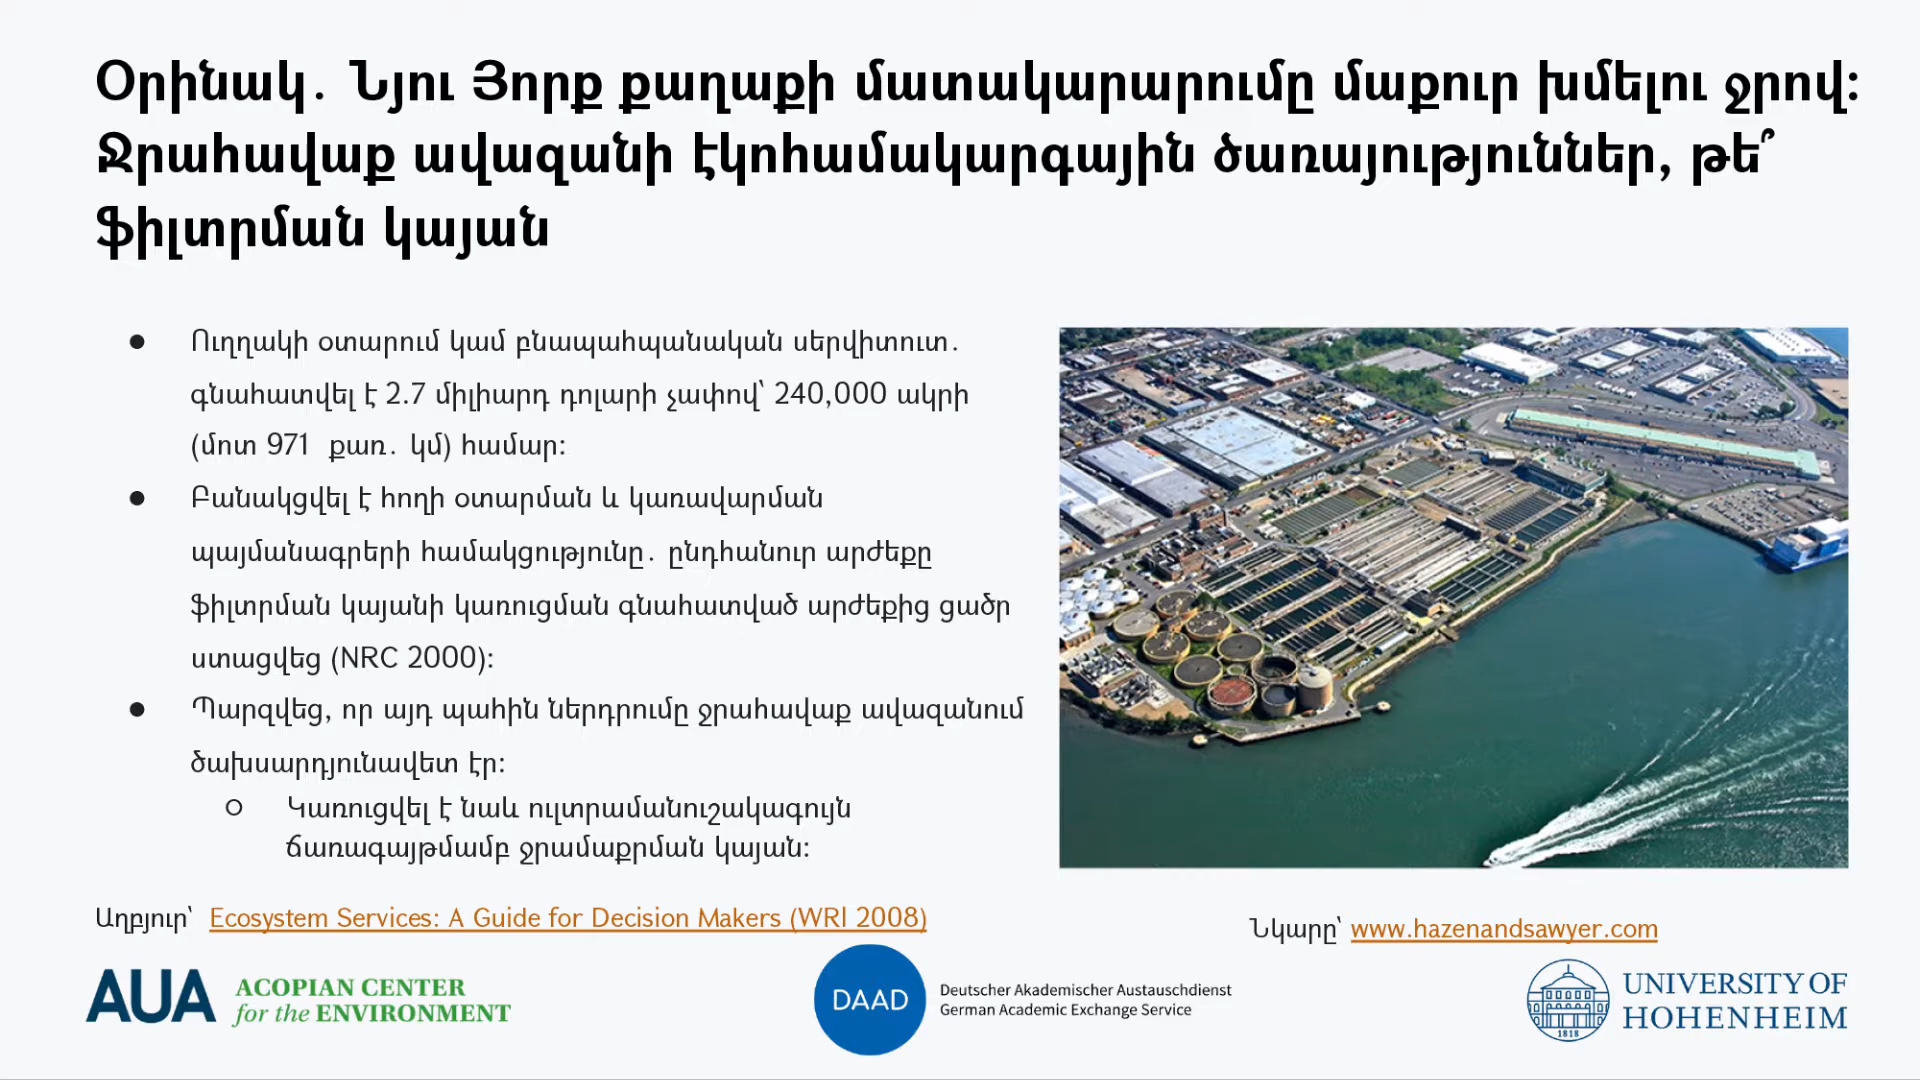 Օրինակ․ Նյու Յորք քաղաքի մատակարարումը մաքուր խմելու ջրով։
Ջրահավաք ավազանի էկոհամակարգային ծառայություններ, թե՞
ֆիլտրման կայան
● Ուղղակի օտարում կամ բնապահպանական սերվիտուտ․
գնահատվել է 2.7 միլիարդ դոլարի չափով՝ 240,000 ակրի
(մոտ 971 քառ․ կմ) համար։
● Բանակցվել է հողի օտարման և կառավարման
պայմանագրերի համակցությունը․ ընդհանուր արժեքը
ֆիլտրման կայանի կառուցման գնահատված արժեքից ցածր
ստացվեց (NRC 2000)։
● Պարզվեց, որ այդ պահին ներդրումը ջրահավաք ավազանում
ծախսարդյունավետ էր։
○ Կառուցվել է նաև ուլտրամանուշակագույն
ճառագայթմամբ ջրամաքրման կայան։
Աղբյուր՝ Ecosystem Services: A Guide for Decision Makers (WRI 2008)
Նկարը՝ www.hazenandsawyer.com
AUA ACOPIAN CENTER
for the ENVIRONMENT
DAAD
Deutscher Akademischer Austauschdienst
German Academic Exchange Service
1818
UNIVERSITY OF
HOHENHEIM